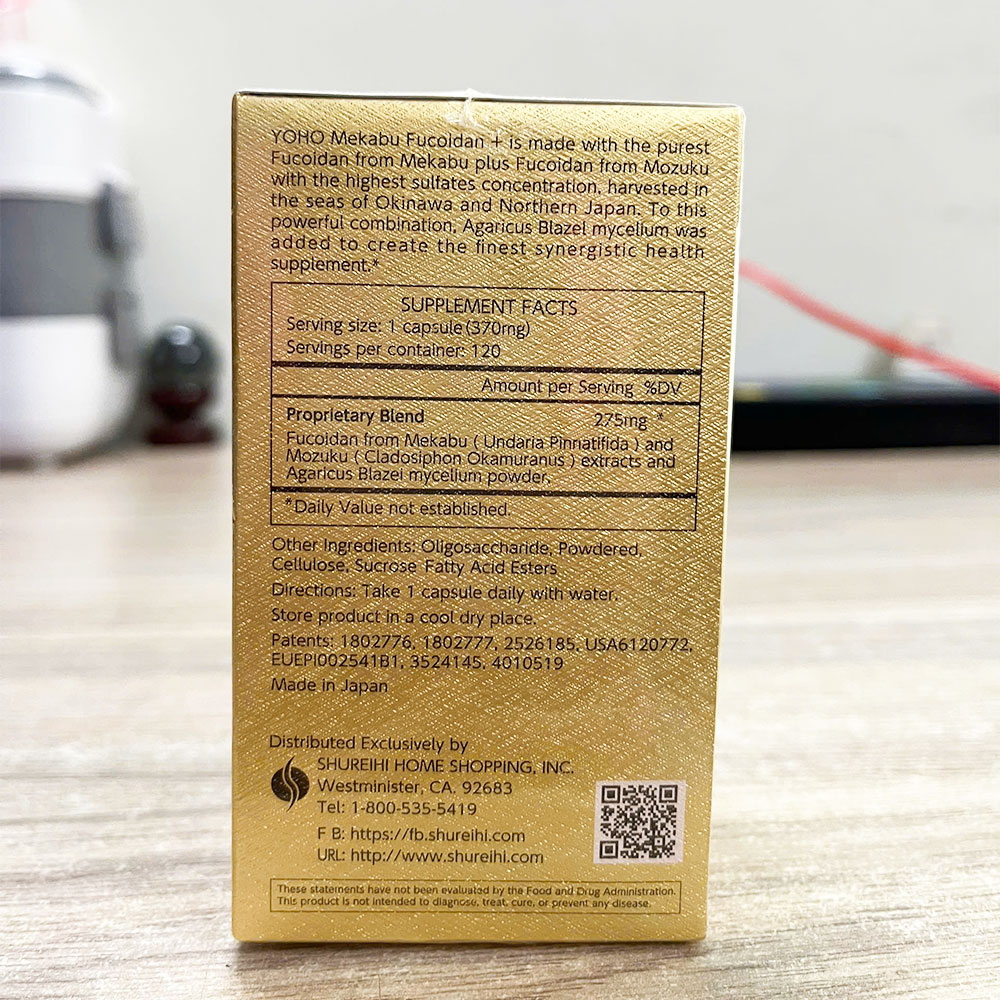 YOHO Mekabu Fucoidan + is made with the purest
Fucoidan from Mekabu plus Fucoidan from Mozuku
with the highest sulfates concentration, harvested in
the seas of Okinawa and Northern Japan. To this
powerful combination, Agaricus Blazei mycelium was
added to create the finest synergistic health
supplement.*
SUPPLEMENT FACTS
Serving size: 1 capsule (370mg)
Servings per container: 120
Amount per Serving %DV
Proprietary Blend 275mg *
Fucoidan from Mekabu ( Undaria Pinnatifida ) and
Mozuku ( Cladosiphon Okamuranus ) extracts and
Agaricus Blazei mycelium powder.
*Daily Value not established.
Other Ingredients: Oligosaccharide, Powdered,
Cellulose, Sucrose Fatty Acid Esters
Directions: Take 1 capsule daily with water.
Store product in a cool dry place.
Patents: 1802776, 1802777, 2526185, USA6120772,
EUEPI002541B1, 3524145, 4010519
Made in Japan
Distributed Exclusively by
SHUREIHI HOME SHOPPING, INC.
Westminister, CA. 92683
Tel: 1-800-535-5419
F B: https://fb.shureihi.com
URL: http://www.shureihi.com
These statements have not been evaluated by the Food and Drug Administration.
This product is not intended to diagnose, treat, cure, or prevent any disease.